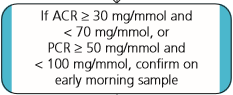 If ACR ≥ 30 mg/mmol and
< 70 mg/mmol, or
PCR ≥ 50 mg/mmol and
< 100 mg/mmol, confirm on
early morning sample